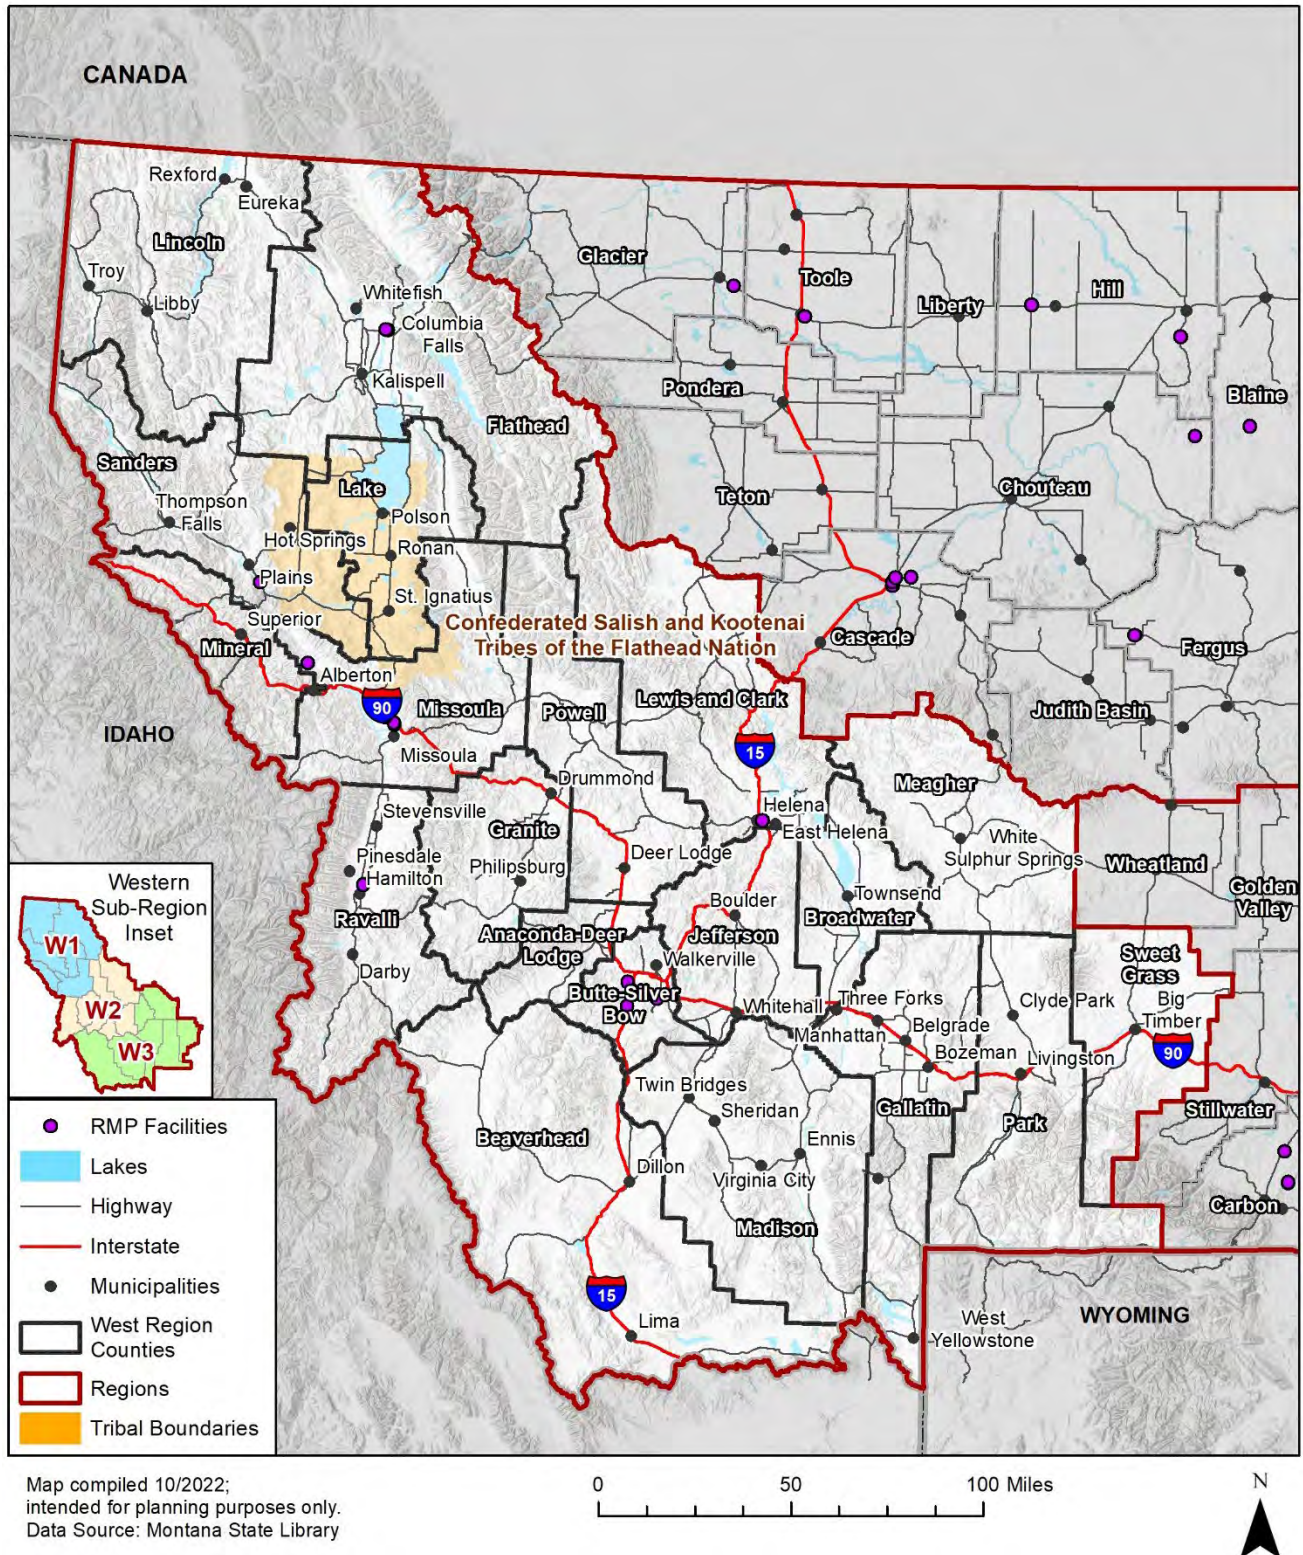 CANADA
Rexford
Eureka
Lincoln
Troy
Libby
Whitefish
Columbia
Falls
Kalispell
Flathead
Glacier
Toole
Liberty
Hill
Pondera
Blaine
Sanders
Lake
Thompson
Falls
Polson
Hot Springs
Ronan
Plains
St. Ignatius
Superior
Mineral
Alberton
Teton
Chouteau
Confederated Salish and Kootenai
Tribes of the Flathead Nation
Cascade
Fergus
Judith Basin
90
Missoula
Powell
Lewis and Clark
15
IDAHO
Missoula
Drummond
Meagher
Stevensville
Granite
Helena
East Helena
White
Sulphur Springs
Wheatland
Golden
Valley
Pinesdale
Hamilton
Philipsburg
Deer Lodge
Ravalli
Boulder
Townsend
Broadwater
Anaconda-Deer
Lodge
Jefferson
Walkerville
Darby
Sweet
Grass
Butte-Silver
Bow
Whitehall
Three Forks
Clyde Park
Big
Timber
Manhattan
Belgrade
Bozeman
Livingston
90
Twin Bridges
Sheridan
Gallatin
Park
Stillwater
Beaverhead
Ennis
Dillon
Virginia City
Madison
Carbon
15
Lima
West
Yellowstone
WYOMING
Western
Sub-Region
Inset
W1
W2
W3
RMP Facilities
Lakes
Highway
Interstate
Municipalities
West Region
Counties
Regions
Tribal Boundaries
Map compiled 10/2022;
intended for planning purposes only.
Data Source: Montana State Library
0 50 100 Miles
N